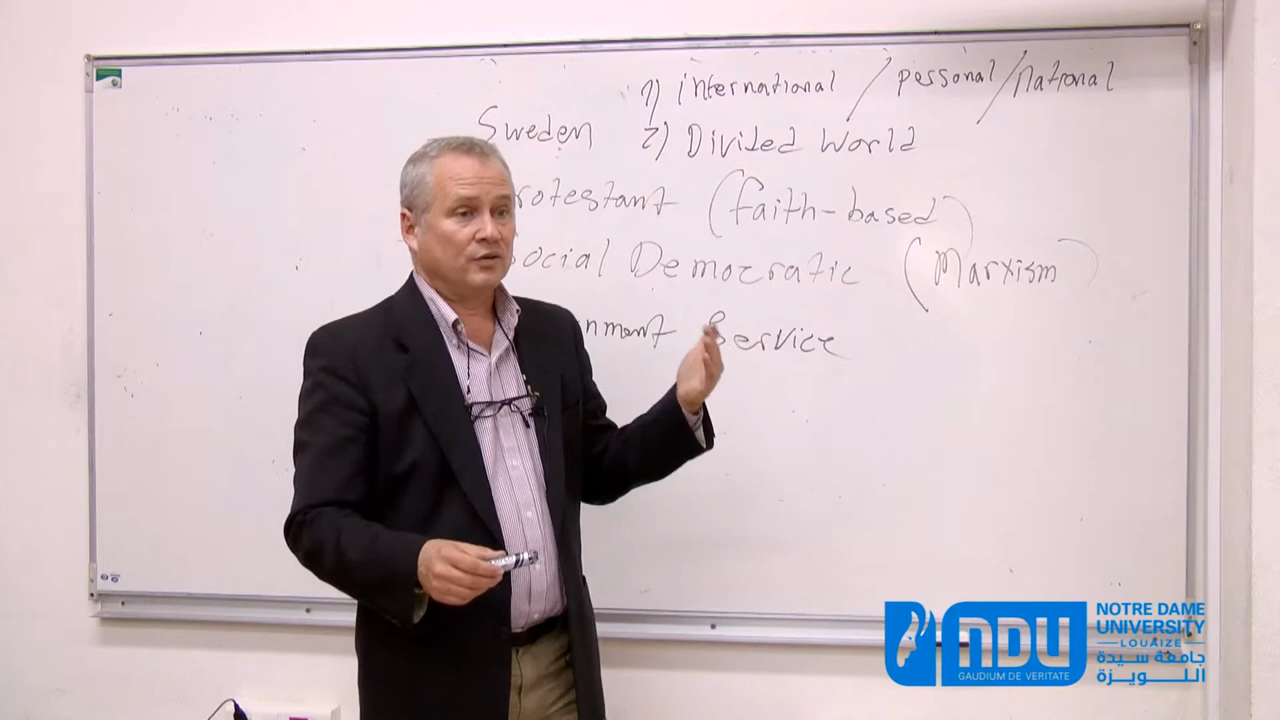 1) international / personal / national
Sweden 2) Divided World
rotestant (faith-based)
ocial Democratic (Marxism)
nment Service
NDU
GAUDIUM DE VERITATE
NOTRE DAME
UNIVERSITY
LOUAIZE
جامعة سيدة
اللويزة